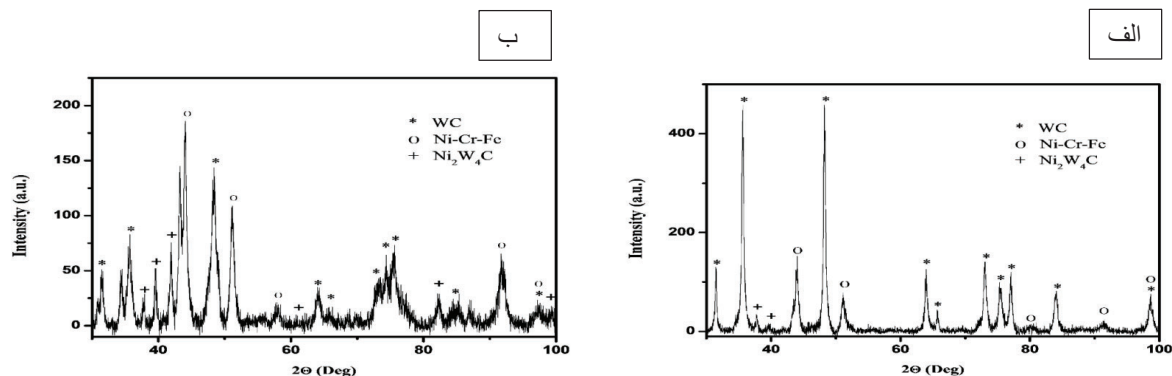 ب
الف
200
150
100
50
0
Intensity (a.u.)
* WC
o Ni-Cr-Fe
+ Ni₂W₄C
40
60
80
100
2Θ (Deg)
400
200
0
Intensity (a.u.)
* WC
O Ni-Cr-Fe
+ Ni₂W₄C
40
60
80
100
2Θ (Deg)